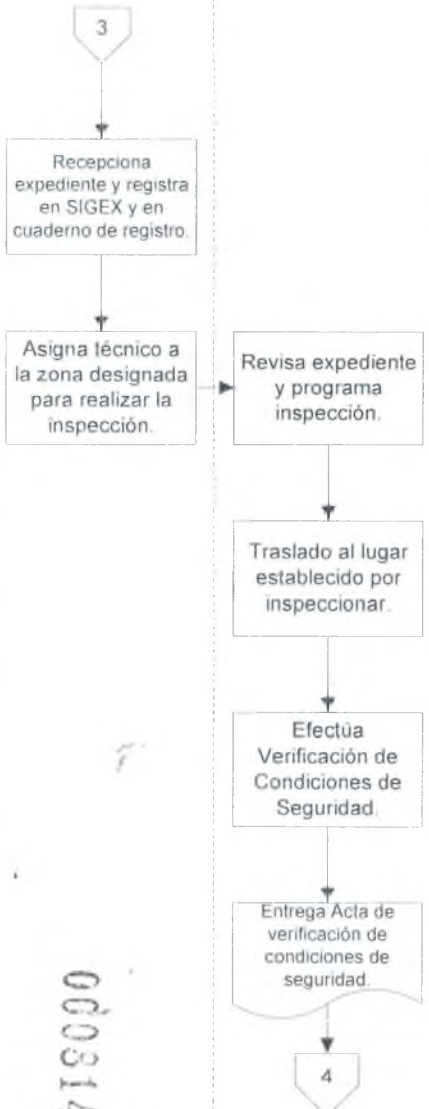 3
Recepciona
expediente y registra
en SIGEX y en
cuaderno de registro.
Asigna técnico a
la zona designada
para realizar la
inspección.
Revisa expediente
y programa
inspección.
Traslado al lugar
establecido por
inspeccionar.
Efectúa
Verificación de
Condiciones de
Seguridad.
Entrega Acta de
verificación de
condiciones de
seguridad.
4